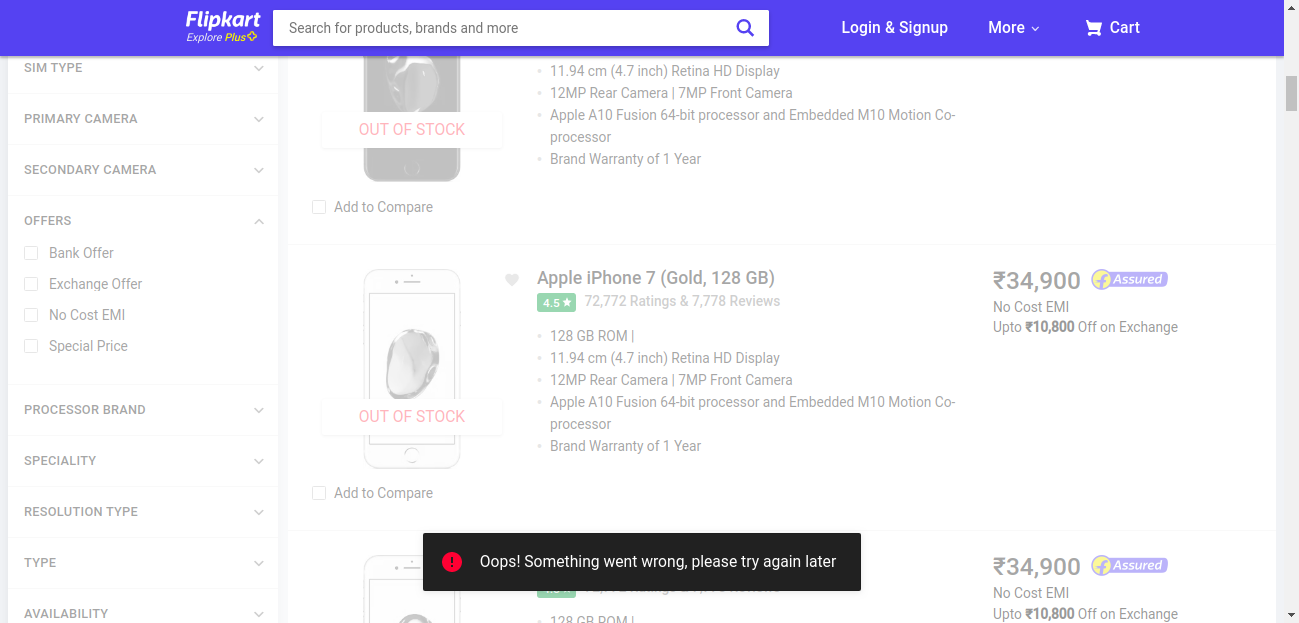 Flipkart
Explore Plus
Search for products, brands and more
Login & Signup
More
Cart
SIM TYPE
PRIMARY CAMERA
SECONDARY CAMERA
OFFERS
Bank Offer
Exchange Offer
No Cost EMI
Special Price
PROCESSOR BRAND
SPECIALITY
RESOLUTION TYPE
TYPE
AVAILABILITY
OUT OF STOCK
Add to Compare
11.94 cm (4.7 inch) Retina HD Display
12MP Rear Camera | 7MP Front Camera
Apple A10 Fusion 64-bit processor and Embedded M10 Motion Co-
processor
Brand Warranty of 1 Year
OUT OF STOCK
Add to Compare
Apple iPhone 7 (Gold, 128 GB)
4.5 ★ 72,772 Ratings & 7,778 Reviews
128 GB ROM |
11.94 cm (4.7 inch) Retina HD Display
12MP Rear Camera | 7MP Front Camera
Apple A10 Fusion 64-bit processor and Embedded M10 Motion Co-
processor
Brand Warranty of 1 Year
₹34,900 f Assured
No Cost EMI
Upto ₹10,800 Off on Exchange
Oops! Something went wrong, please try again later
128 GB ROM |
₹34,900 f Assured
No Cost EMI
Upto ₹10,800 Off on Exchange